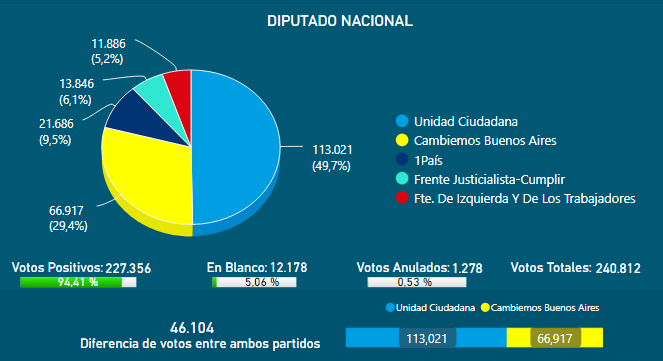 DIPUTADO NACIONAL
11.886
(5,2%)
13.846
(6,1%)
21.686
(9,5%)
113.021
(49,7%)
66.917
(29,4%)
Unidad Ciudadana
Cambiemos Buenos Aires
1País
Frente Justicialista-Cumplir
Fte. De Izquierda Y De Los Trabajadores
Votos Positivos: 227.356
94,41 %
En Blanco: 12.178
5,06 %
Votos Anulados: 1.278
0,53 %
Votos Totales: 240.812
Unidad Ciudadana Cambiemos Buenos Aires
46.104
Diferencia de votos entre ambos partidos
113,021 66,917